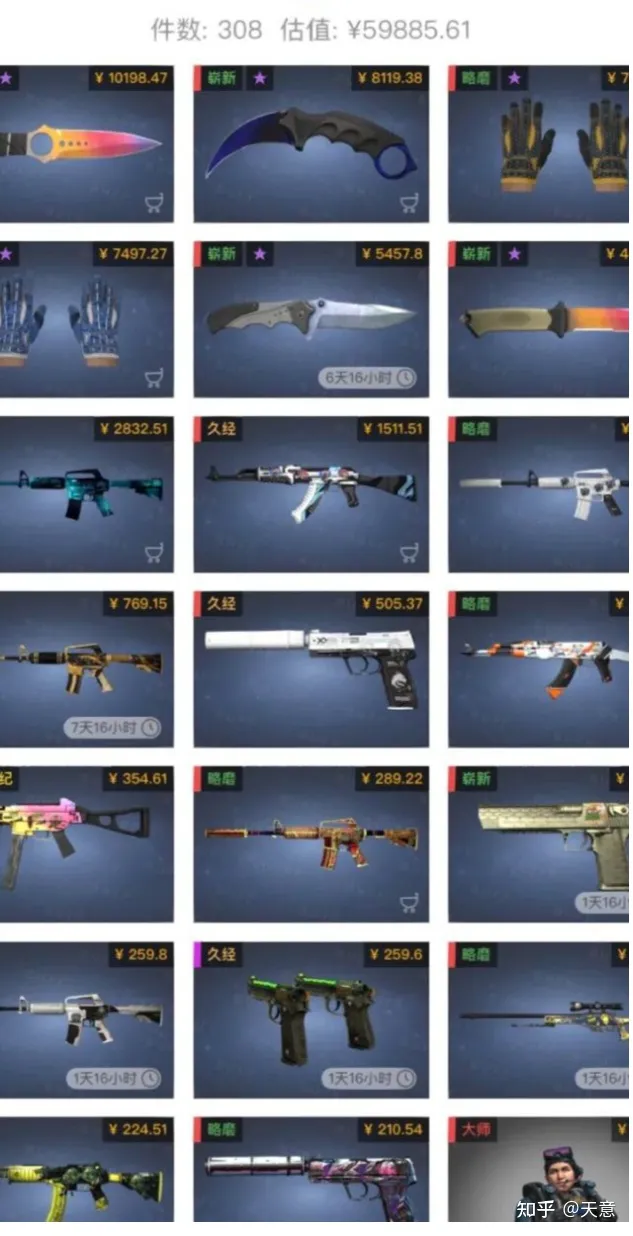 件数: 308 估值: ¥59885.61
★ ¥ 10198.47 崭新 ★ ¥ 8119.38 略磨 ★ ¥ 7
★ ¥ 7497.27 崭新 ★ ¥ 5457.8 崭新 ★ ¥ 4
6天16小时
¥ 2832.51 久经 ¥ 1511.51 略磨 ¥
¥ 769.15 久经 ¥ 505.37 略磨 ¥
7天16小时
纪 ¥ 354.61 略磨 ¥ 289.22 崭新 ¥
1天16小
¥ 259.8 久经 ¥ 259.6 略磨 ¥
1天16小时 1天16小时 1天16小
¥ 224.51 略磨 ¥ 210.54 大师 ¥
知乎 @天意